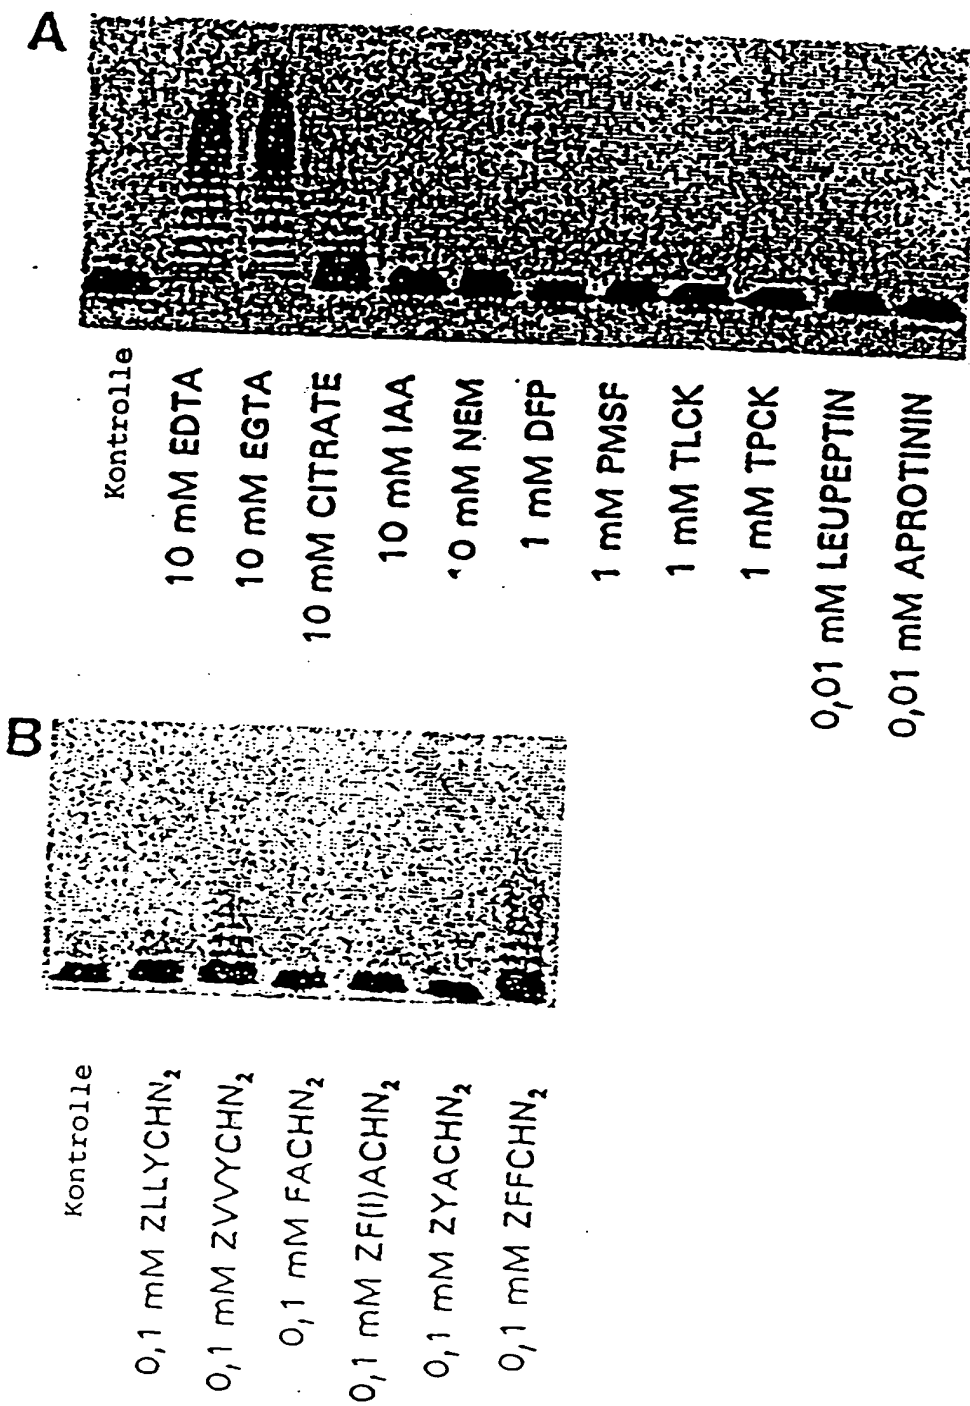 A
Kontrolle
10 mM EDTA
10 mM EGTA
10 mM CITRATE
10 mM IAA
10 mM NEM
1 mM DFP
1 mM PMSF
1 mM TLCK
1 mM TPCK
0,01 mM LEUPEPTIN
0,01 mM APROTININ
B
Kontrolle
0,1 mM ZLLYCHN₂
0,1 mM ZVVYCHN₂
0,1 mM FACHN₂
0,1 mM ZF(I)ACHN₂
0,1 mM ZYACHN₂
0,1 mM ZFFCHN₂